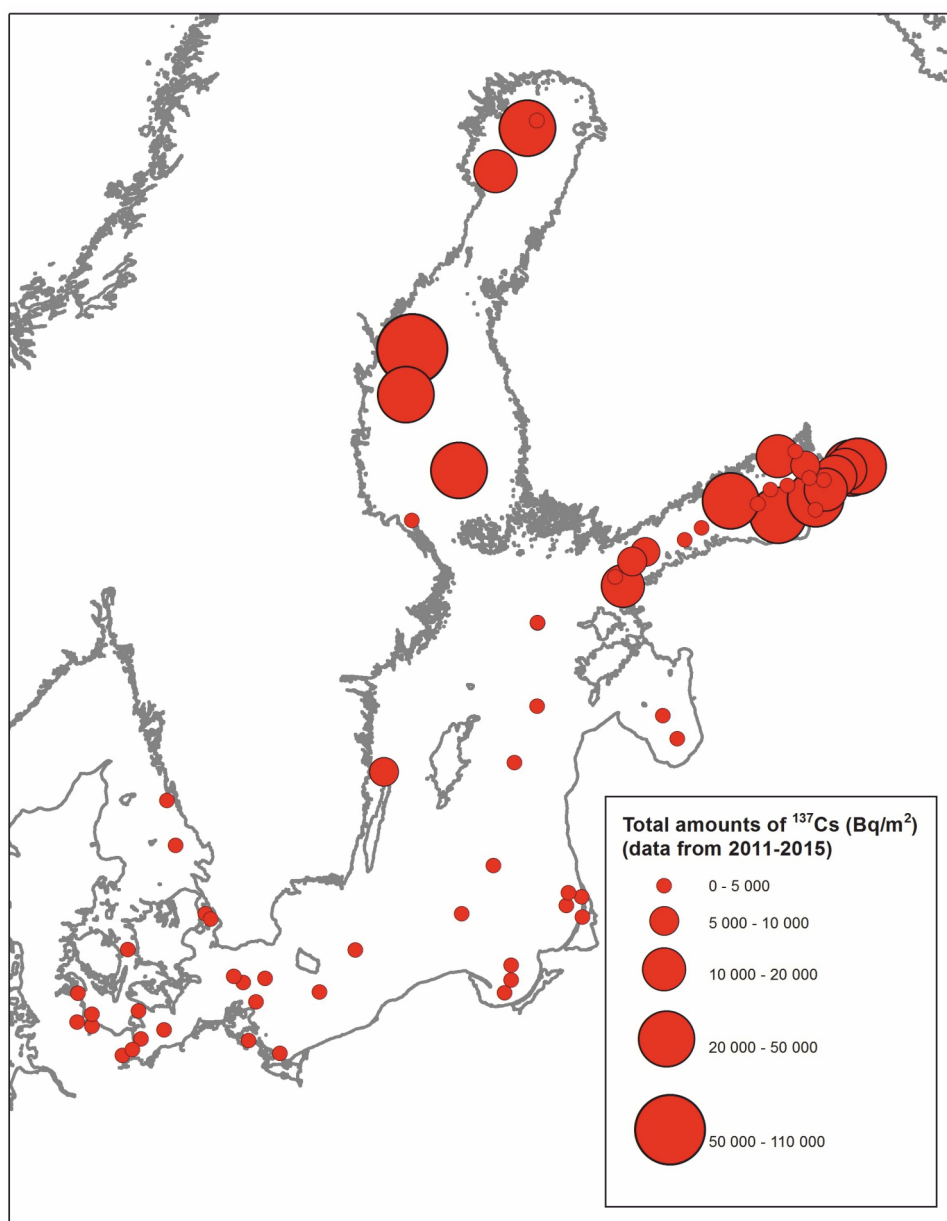 Total amounts of ¹³⁷Cs (Bq/m²)
(data from 2011-2015)
0 - 5 000
5 000 - 10 000
10 000 - 20 000
20 000 - 50 000
50 000 - 110 000